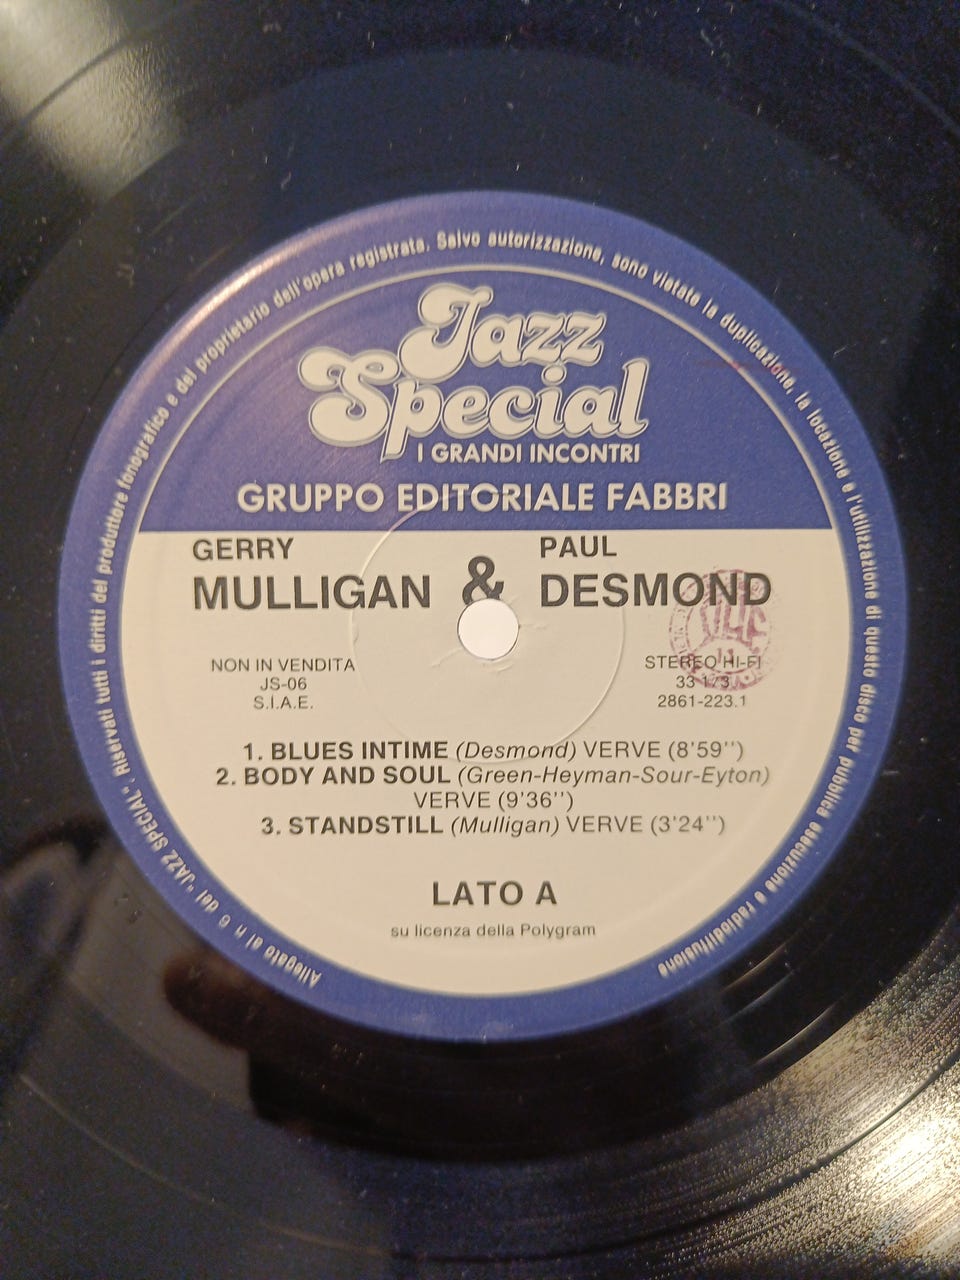 Allegato al n. 6 del "JAZZ SPECIAL". Riservati tutti i diritti del produttore fonografico e del proprietario dell'opera registrata. Salvo autorizzazione, sono vietate la duplicazione, la locazione e l'utilizzazione di questo disco per pubblica esecuzione e radiodiffusione
Jazz
Special
I GRANDI INCONTRI
GRUPPO EDITORIALE FABBRI
GERRY PAUL
MULLIGAN & DESMOND
NON IN VENDITA STEREO HI-FI
JS-06 33 1/3
S.I.A.E. 2861-223.1
1. BLUES INTIME (Desmond) VERVE (8'59'')
2. BODY AND SOUL (Green-Heyman-Sour-Eyton)
VERVE (9'36'')
3. STANDSTILL (Mulligan) VERVE (3'24'')
LATO A
su licenza della Polygram